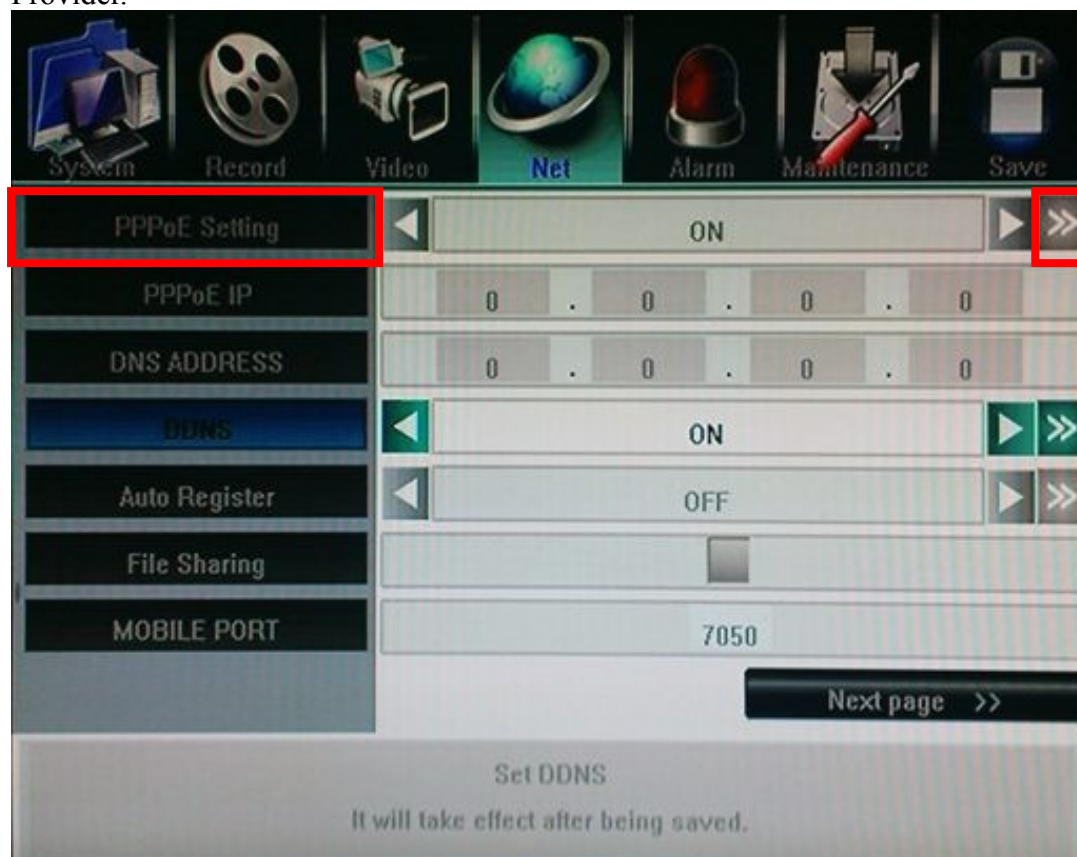 Provider.
System Record Video Net Alarm Maintenance Save
PPPoE Setting ON >>
PPPoE IP 0 . 0 . 0 . 0
DNS ADDRESS 0 . 0 . 0 . 0
DDNS ON >>
Auto Register OFF >>
File Sharing
MOBILE PORT 7050
Next page >>
Set DDNS
It will take effect after being saved.